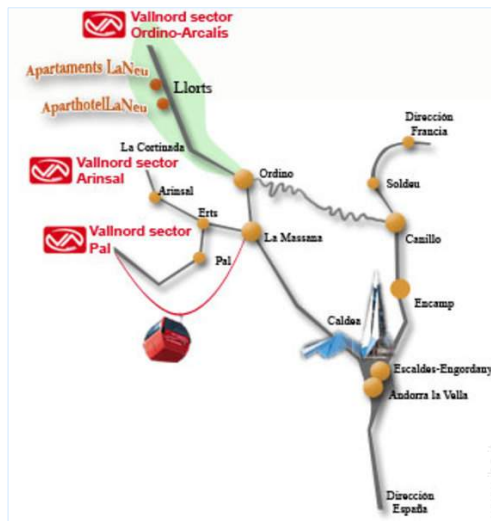 Vallnord sector
Ordino-Arcalís
Apartaments LaNeu
Llorts
AparthotelLaNeu
Dirección
Francia
La Cortinada
Vallnord sector
Arinsal
Ordino
Soldeu
Arinsal
Erts
La Massana
Canillo
Vallnord sector
Pal
Pal
Encamp
Caldea
Escaldes-Engordany
Andorra la Vella
Dirección
España